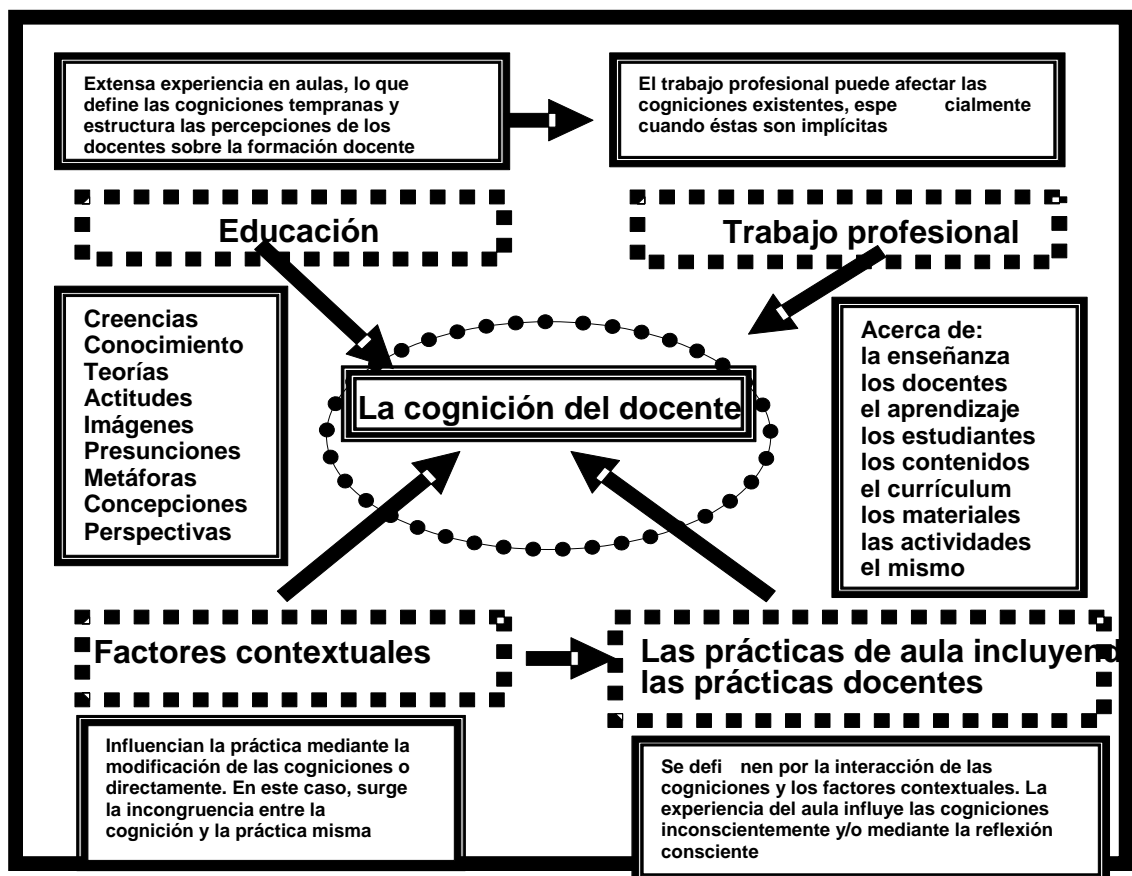 Extensa experiencia en aulas, lo que
define las cogniciones tempranas y
estructura las percepciones de los
docentes sobre la formación docente
El trabajo profesional puede afectar las
cogniciones existentes, espe cialmente
cuando éstas son implícitas
Educación
Trabajo profesional
Creencias
Conocimiento
Teorías
Actitudes
Imágenes
Presunciones
Metáforas
Concepciones
Perspectivas
La cognición del docente
Acerca de:
la enseñanza
los docentes
el aprendizaje
los estudiantes
los contenidos
el currículum
los materiales
las actividades
el mismo
Factores contextuales
Las prácticas de aula incluyend
las prácticas docentes
Influencian la práctica mediante la
modificación de las cogniciones o
directamente. En este caso, surge
la incongruencia entre la
cognición y la práctica misma
Se defi nen por la interacción de las
cogniciones y los factores contextuales. La
experiencia del aula influye las cogniciones
inconscientemente y/o mediante la reflexión
consciente